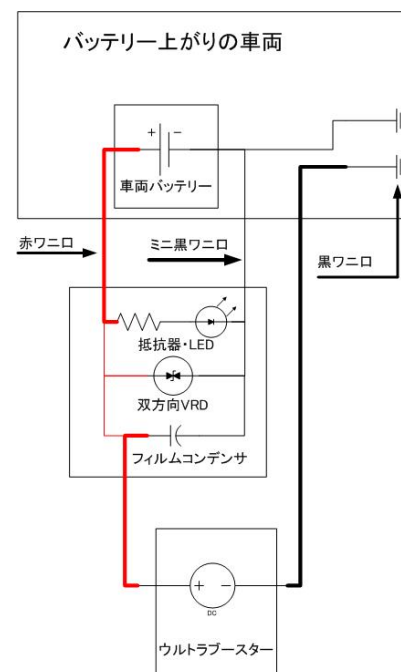 バッテリー上がりの車両
+ −
車両バッテリー
赤ワニ口
ミニ黒ワニ口
黒ワニ口
抵抗器・LED
双方向VRD
フィルムコンデンサ
+ −
DC
ウルトラブースター